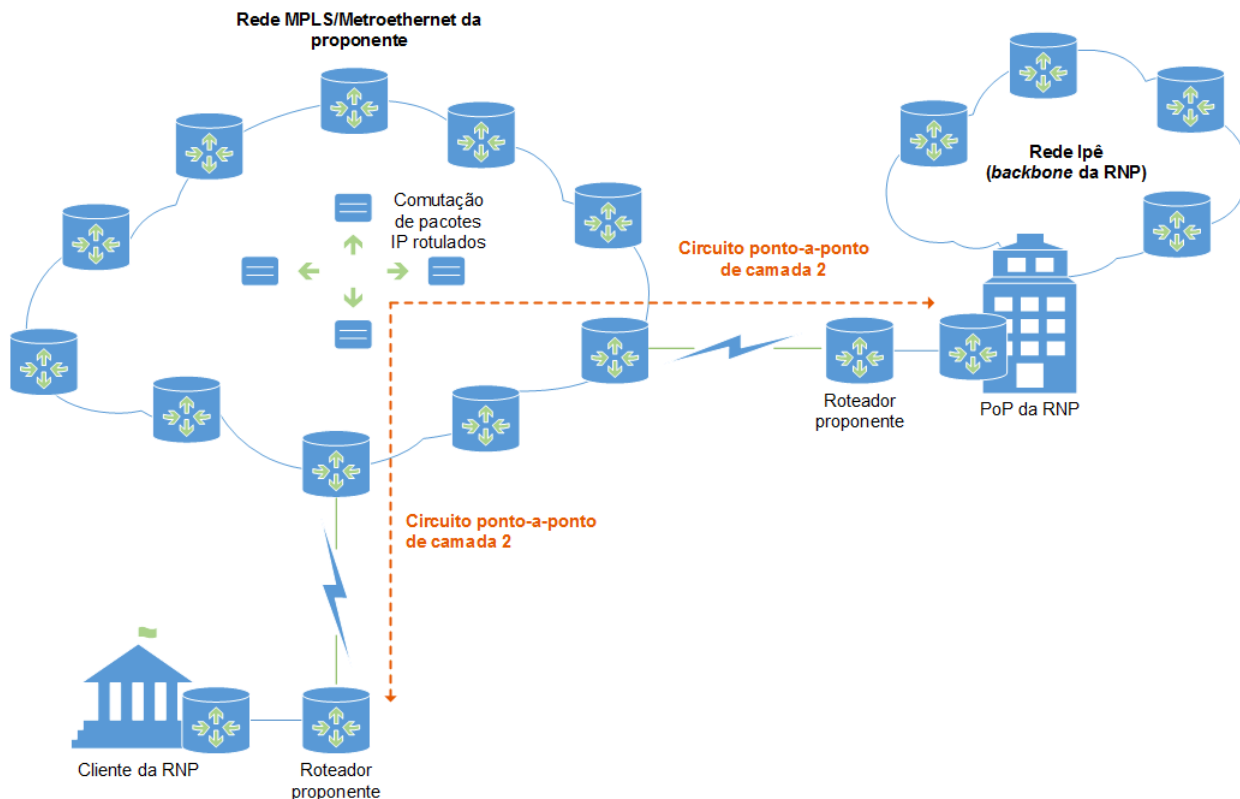 Rede MPLS/Metroethernet da
proponente
Comutação
de pacotes
IP rotulados
Rede Ipê
(backbone da RNP)
Circuito ponto-a-ponto
de camada 2
Roteador
proponente
PoP da RNP
Circuito ponto-a-ponto
de camada 2
Cliente da RNP
Roteador
proponente